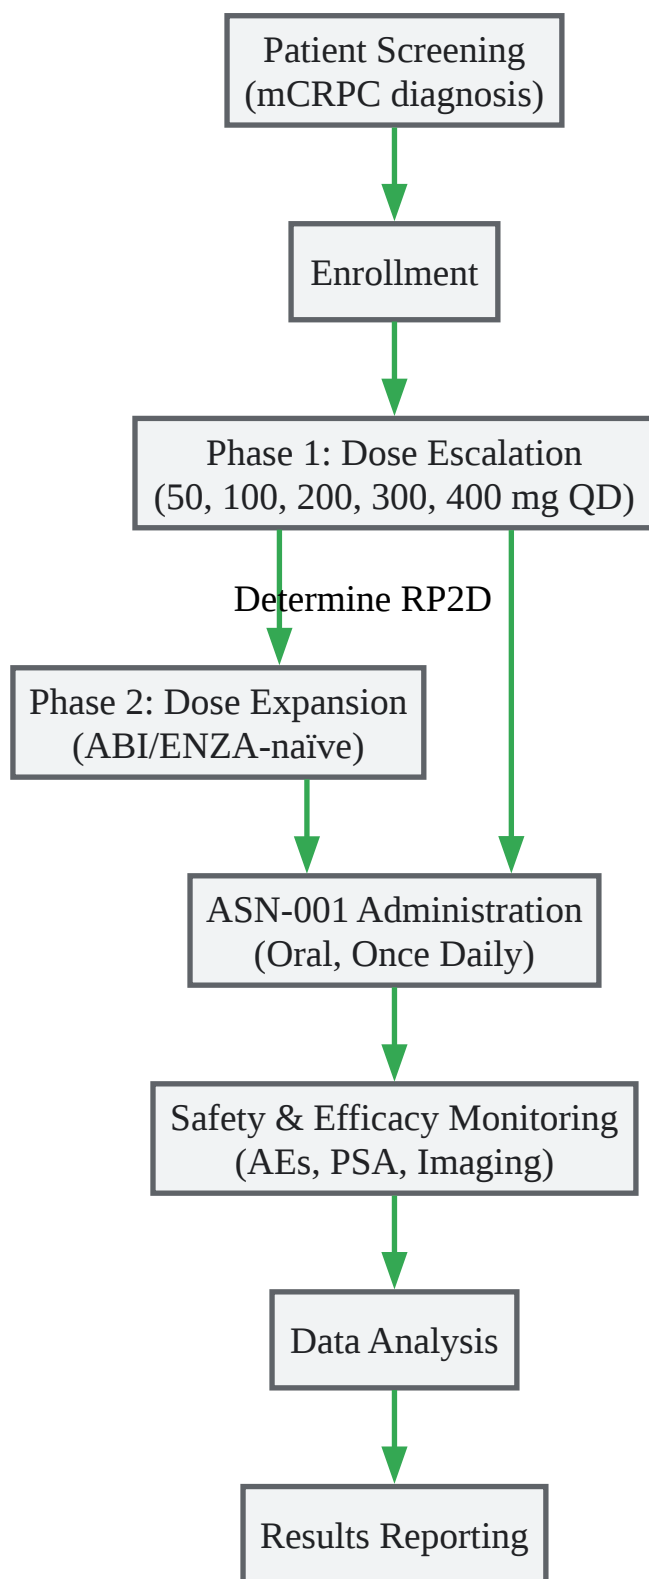 Patient Screening
(mCRPC diagnosis)
Enrollment
Phase 1: Dose Escalation
(50, 100, 200, 300, 400 mg QD)
Determine RP2D
Phase 2: Dose Expansion
(ABI/ENZA-naïve)
ASN-001 Administration
(Oral, Once Daily)
Safety & Efficacy Monitoring
(AEs, PSA, Imaging)
Data Analysis
Results Reporting